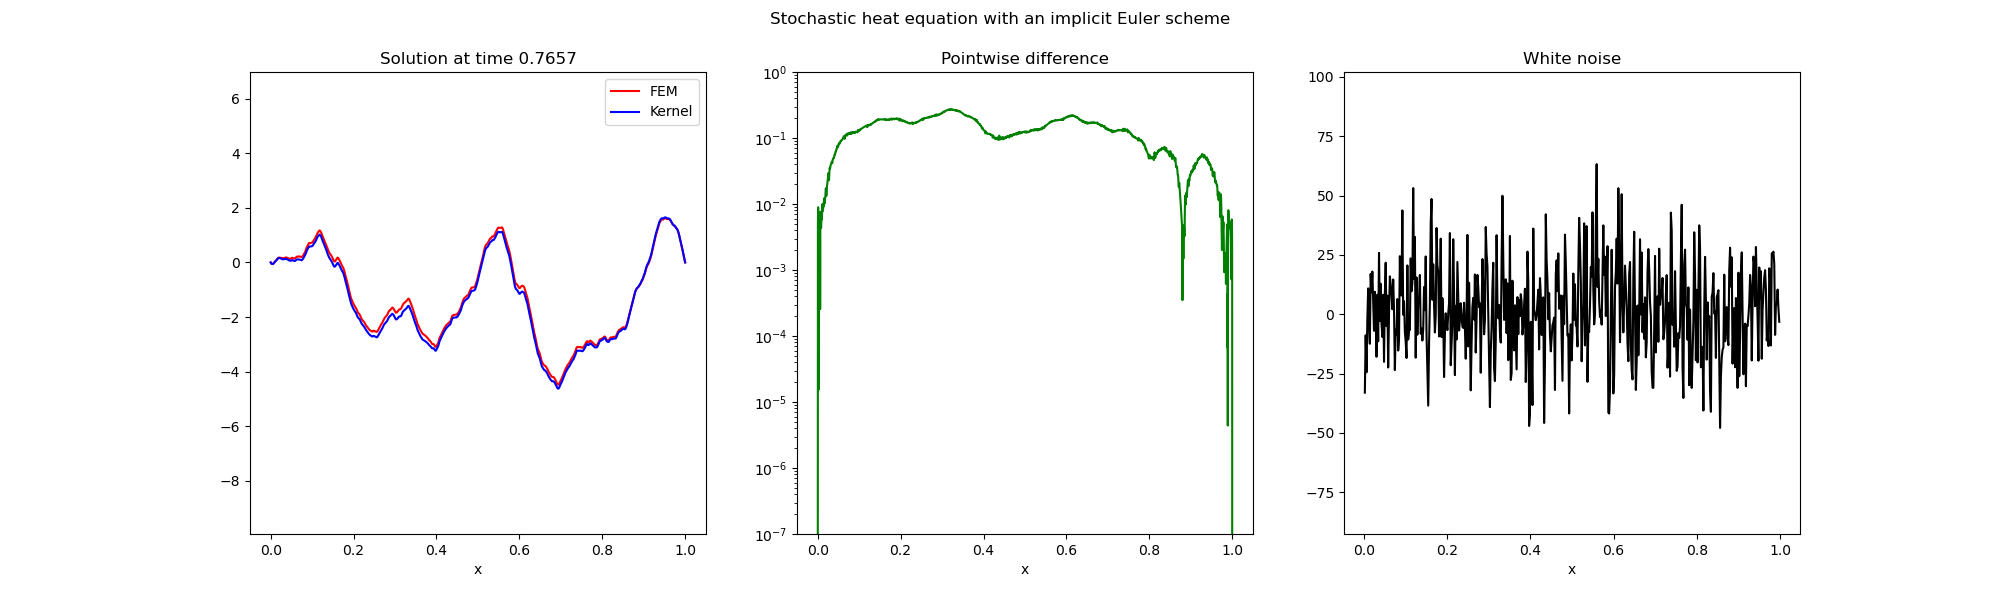 Stochastic heat equation with an implicit Euler scheme
Solution at time 0.7657
FEM
Kernel
6
4
2
0
−2
−4
−6
−8
0.0 0.2 0.4 0.6 0.8 1.0
x
Pointwise difference
10⁰
10⁻¹
10⁻²
10⁻³
10⁻⁴
10⁻⁵
10⁻⁶
10⁻⁷
0.0 0.2 0.4 0.6 0.8 1.0
x
White noise
100
75
50
25
0
−25
−50
−75
0.0 0.2 0.4 0.6 0.8 1.0
x